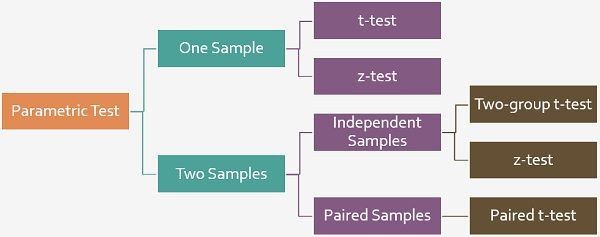 Parametric Test
One Sample
t-test
z-test
Two Samples
Independent
Samples
Two-group t-test
z-test
Paired Samples
Paired t-test